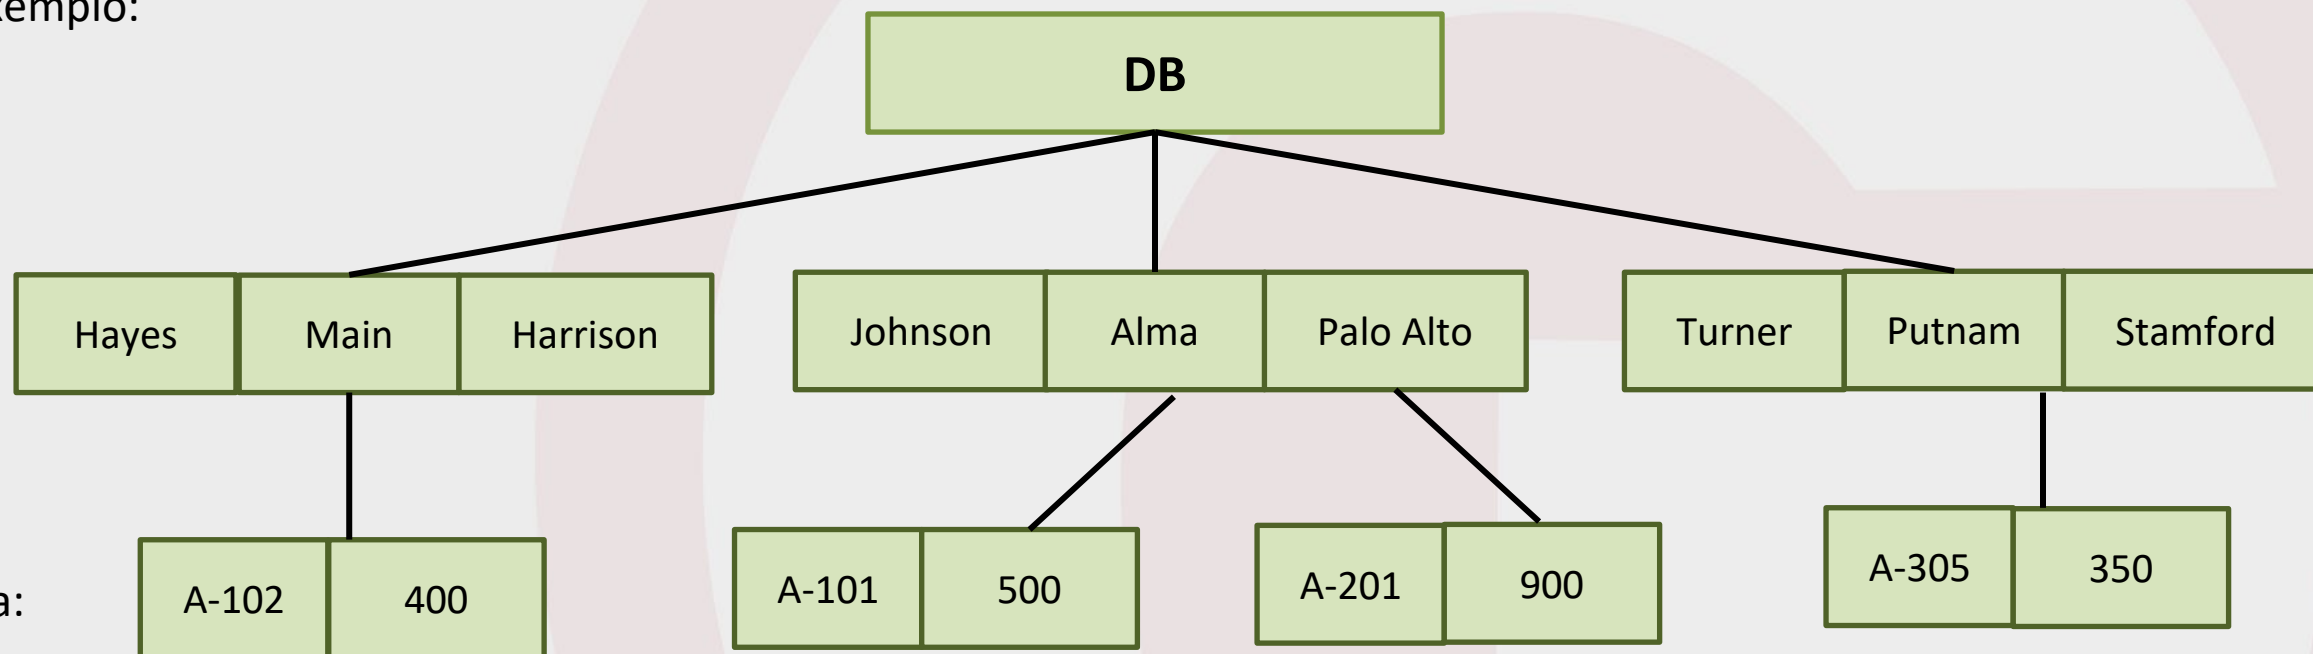 xemplo:
DB
Hayes Main Harrison
Johnson Alma Palo Alto
Turner Putnam Stamford
A-102 400
A-101 500
A-201 900
A-305 350
a: